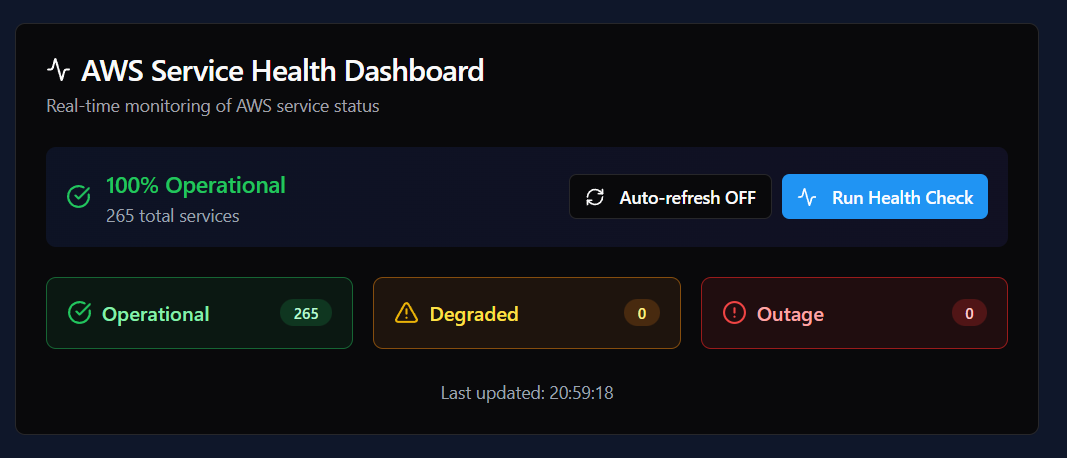 AWS Service Health Dashboard
Real-time monitoring of AWS service status
100% Operational
265 total services
Auto-refresh OFF
Run Health Check
Operational 265
Degraded 0
Outage 0
Last updated: 20:59:18